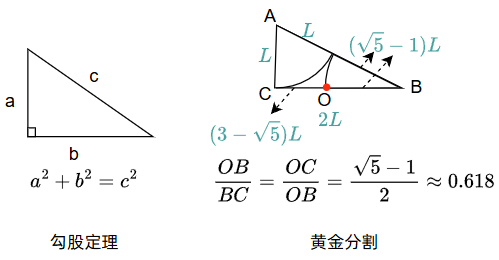 a
c
b
a² + b² = c²
勾股定理
A
L
(√5 − 1)L
L
B
C
O
2L
(3 − √5)L
OB/BC = OC/OB = (√5 − 1)/2 ≈ 0.618
黄金分割